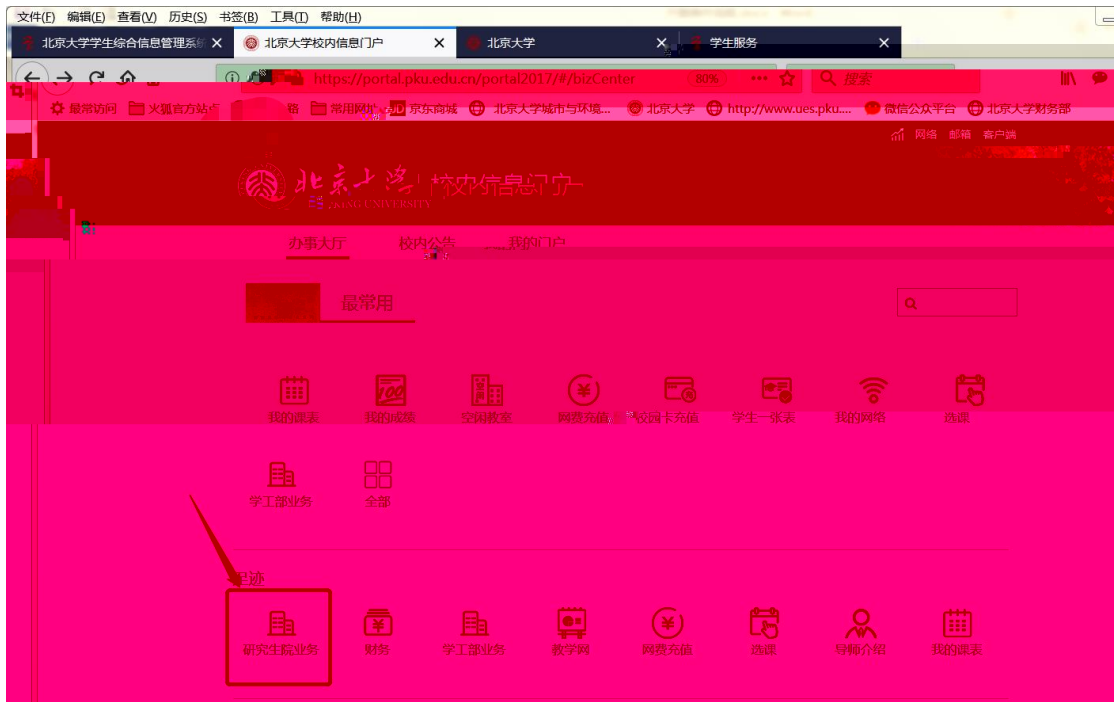 文件(F) 编辑(E) 查看(V) 历史(S) 书签(B) 工具(T) 帮助(H)
北京大学学生综合信息管理系统 北京大学校内信息门户 北京大学 学生服务
https://portal.pku.edu.cn/portal2017/#/bizCenter 80% 搜索
最常访问 火狐官方站点 常用网址 JD 京东商城 北京大学城市与环境... 北京大学 http://www.ues.pku.... 微信公众平台 北京大学财务部
网络 邮箱 客户端
北京大学 校内信息门户
PEKING UNIVERSITY
办事大厅 校内公告 我的门户
最常用
我的课表 我的成绩 空闲教室 网费充值 校园卡充值 学生一张表 我的网络 选课
学工部业务 全部
足迹
研究生院业务 财务 学工部业务 教学网 网费充值 选课 导师介绍 我的课表